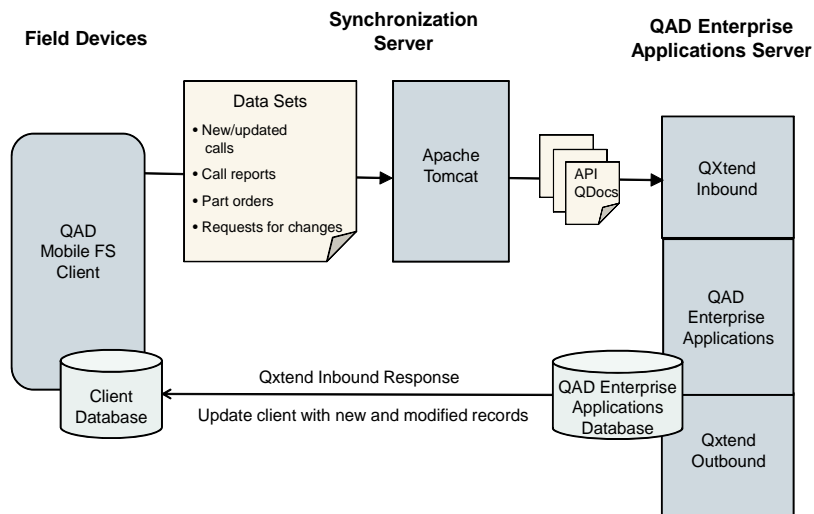 Field Devices
Synchronization
Server
QAD Enterprise
Applications Server
Data Sets
• New/updated
calls
• Call reports
• Part orders
• Requests for changes
Apache
Tomcat
API
QDocs
QXtend
Inbound
QAD
Mobile FS
Client
QAD
Enterprise
Applications
Client
Database
Qxtend Inbound Response
Update client with new and modified records
QAD Enterprise
Applications
Database
Qxtend
Outbound